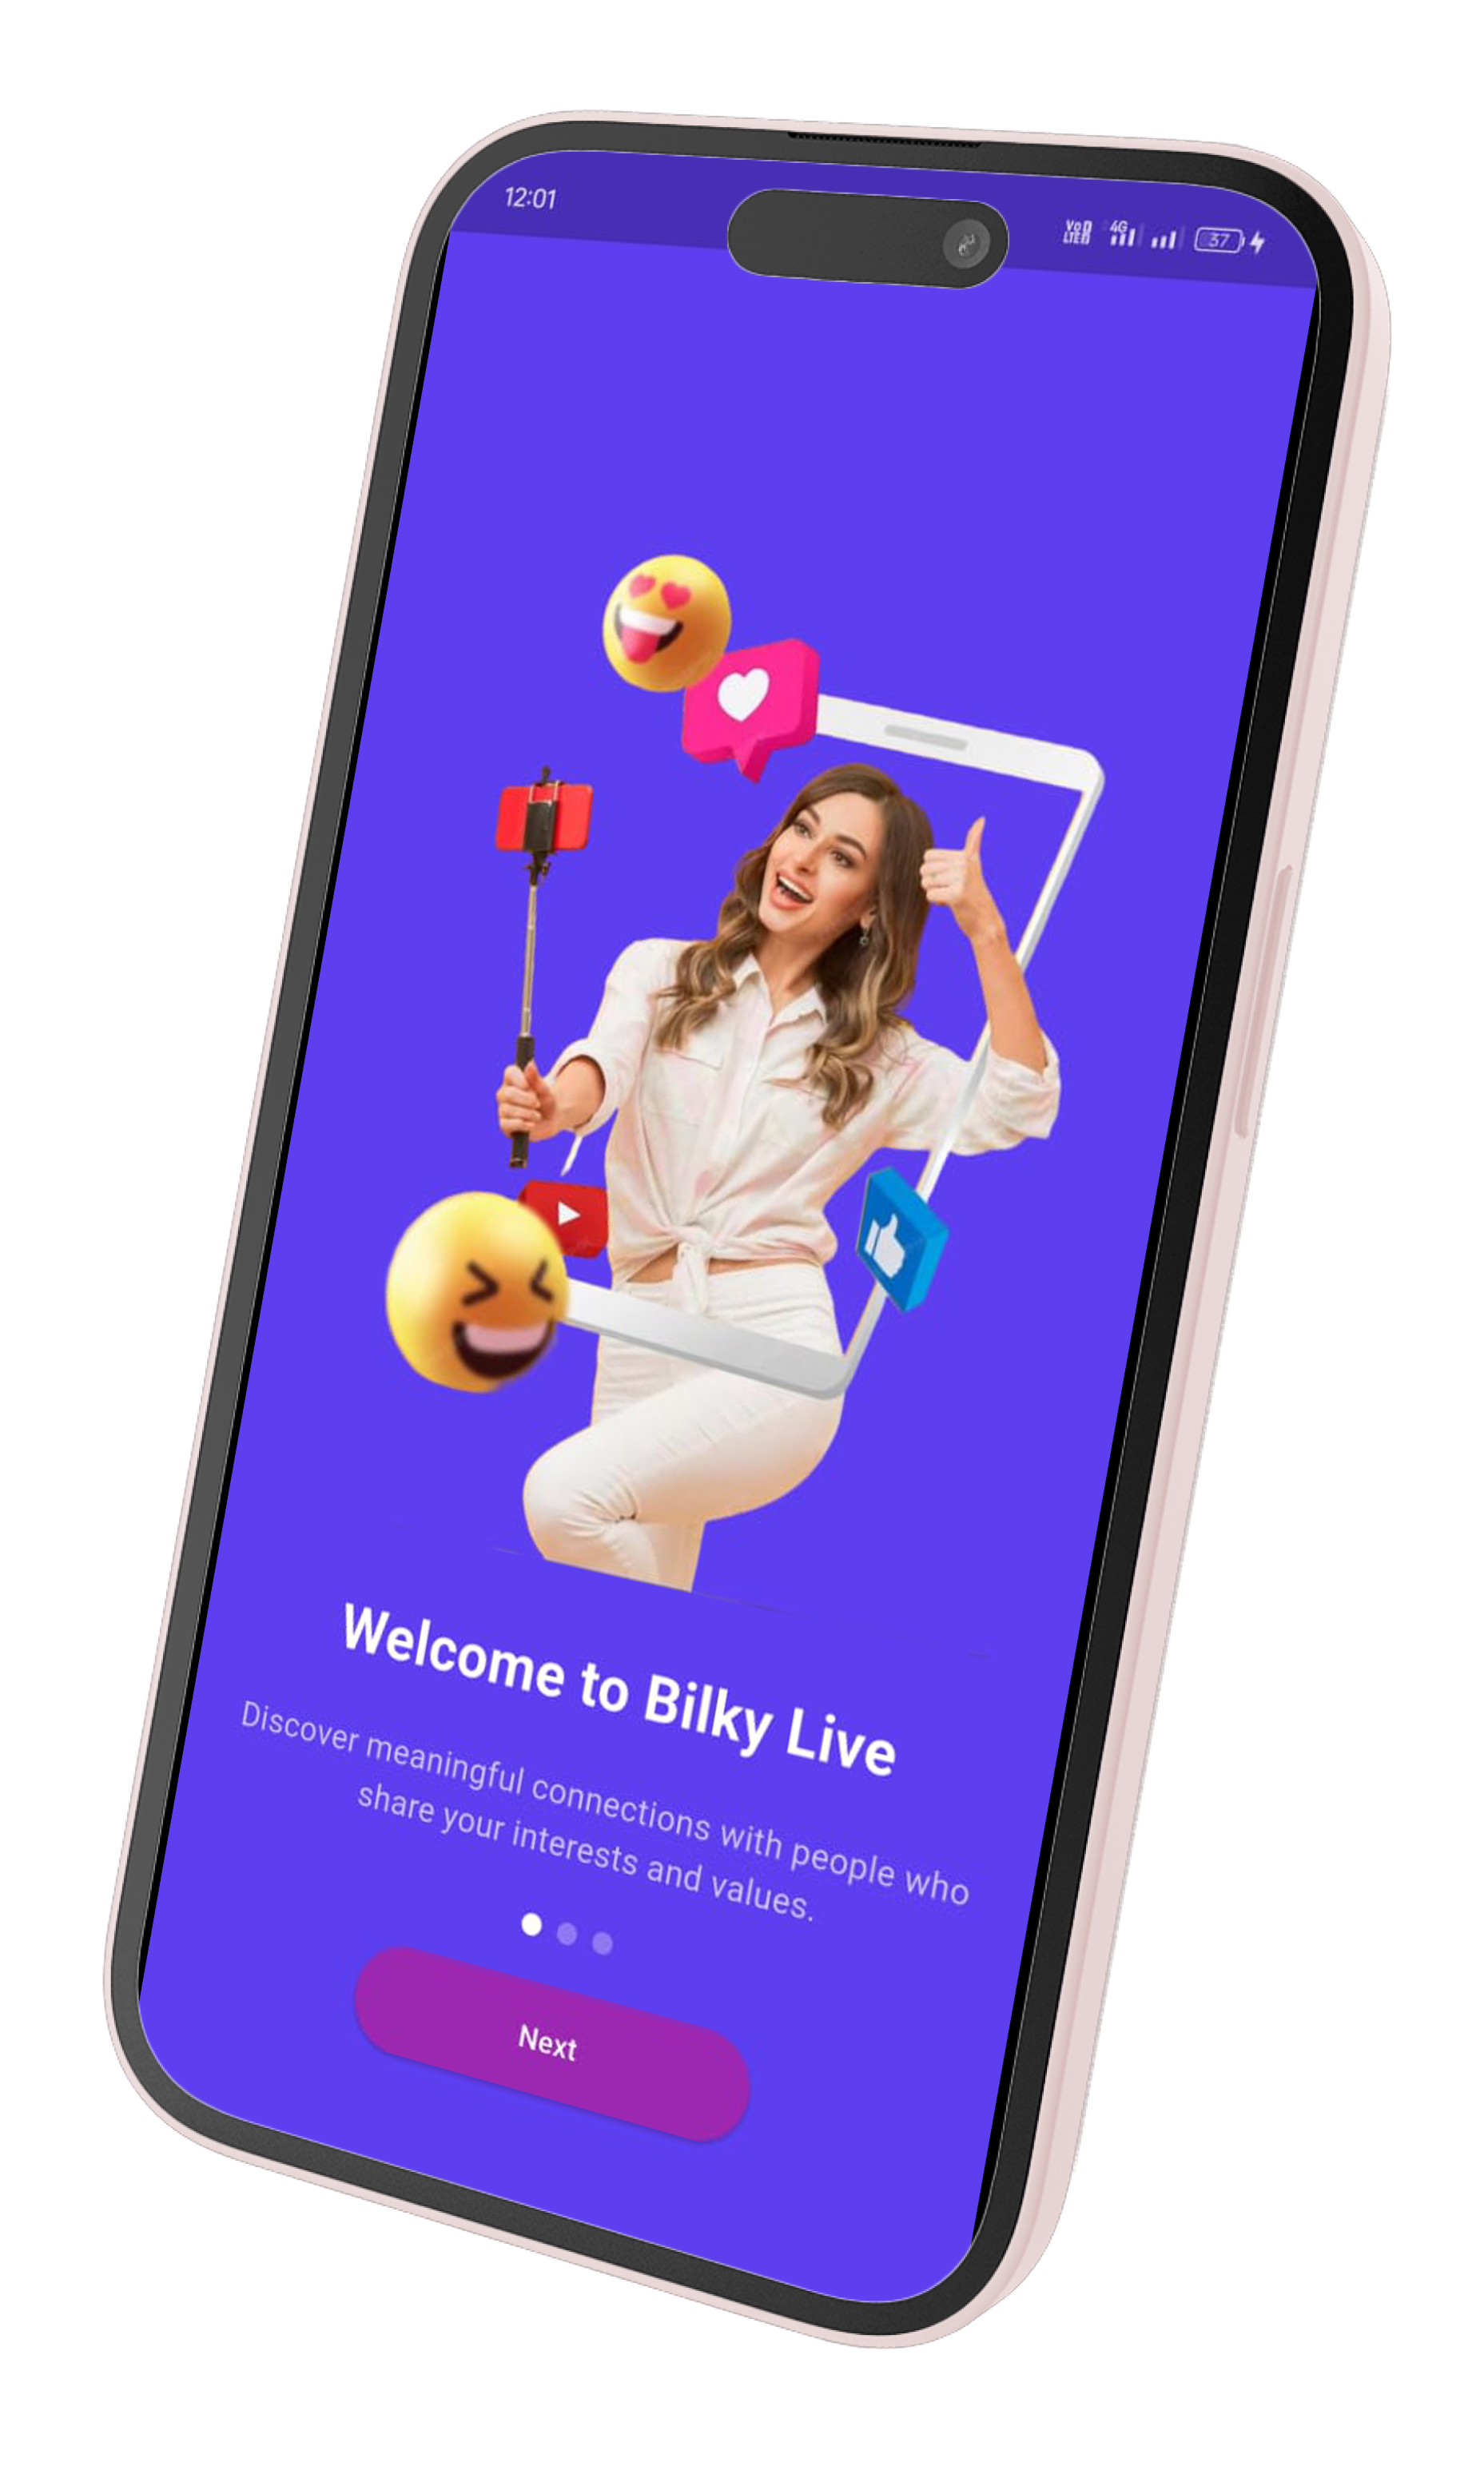 12:01
VoD LTE 4G 37
Welcome to Bilky Live
Discover meaningful connections with people who
share your interests and values.
Next